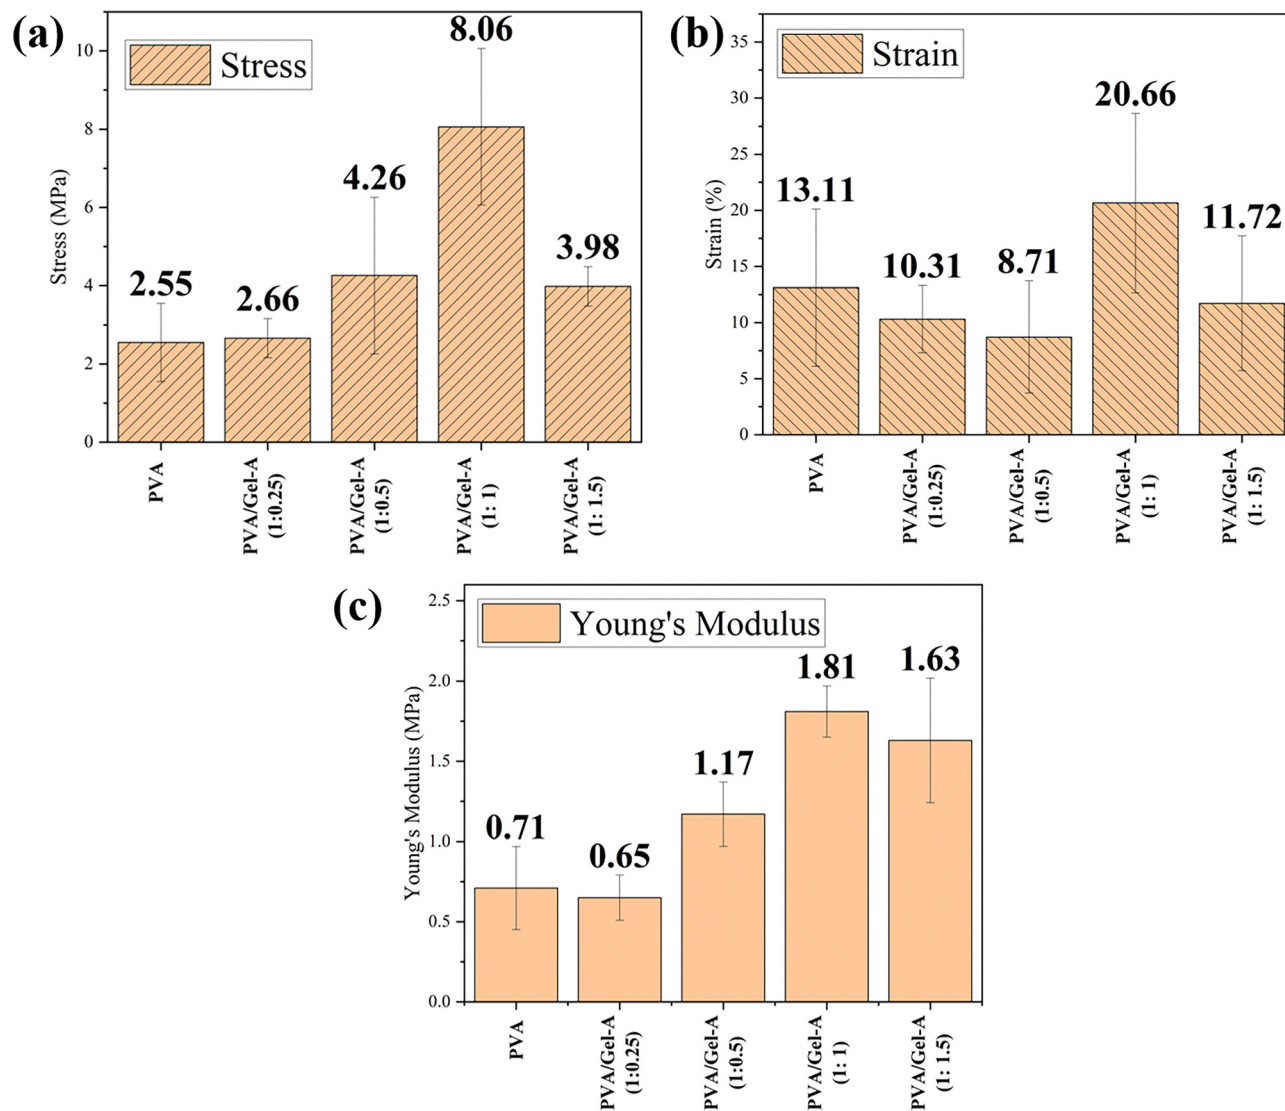 (a)
Stress
Stress (MPa)
10
8
6
4
2
0
2.55
2.66
4.26
8.06
3.98
PVA
PVA/Gel-A
(1:0.25)
PVA/Gel-A
(1:0.5)
PVA/Gel-A
(1: 1)
PVA/Gel-A
(1: 1.5)
(b)
Strain
Strain (%)
35
30
25
20
15
10
5
0
13.11
10.31
8.71
20.66
11.72
PVA
PVA/Gel-A
(1:0.25)
PVA/Gel-A
(1:0.5)
PVA/Gel-A
(1: 1)
PVA/Gel-A
(1: 1.5)
(c)
Young's Modulus
Young's Modulus (MPa)
2.5
2.0
1.5
1.0
0.5
0.0
0.71
0.65
1.17
1.81
1.63
PVA
PVA/Gel-A
(1:0.25)
PVA/Gel-A
(1:0.5)
PVA/Gel-A
(1: 1)
PVA/Gel-A
(1: 1.5)